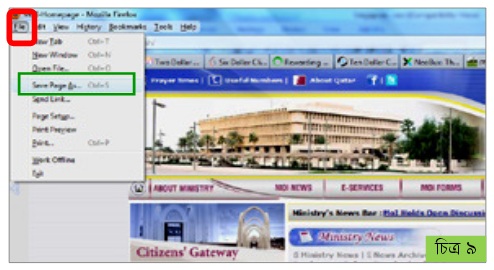 Homepage - Mozilla Firefox
File Edit View History Bookmarks Tools Help
New Tab Ctrl+T
New Window Ctrl+N
Open File... Ctrl+O
Two Dollar... Six Dollar Cl... Rewarding ... Ten Dollar C... NeoBux: Th...
Save Page As... Ctrl+S
Prayer times | Useful Numbers | About Qatar
Send Link...
Page Setup...
Print Preview
Print... Ctrl+P
Work Offline
Exit
ABOUT MINISTRY MOI NEWS E-SERVICES MOI FORMS
Ministry's News Bar : MoI Holds Open Discussi
Ministry News
Citizens' Gateway
Ministry News | News Archiv
চিত্র ৯